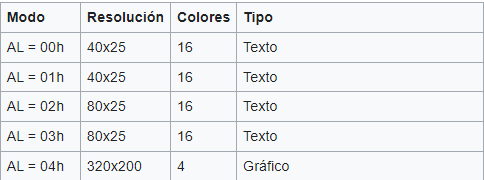 Modo Resolución Colores Tipo
AL = 00h 40x25 16 Texto
AL = 01h 40x25 16 Texto
AL = 02h 80x25 16 Texto
AL = 03h 80x25 16 Texto
AL = 04h 320x200 4 Gráfico